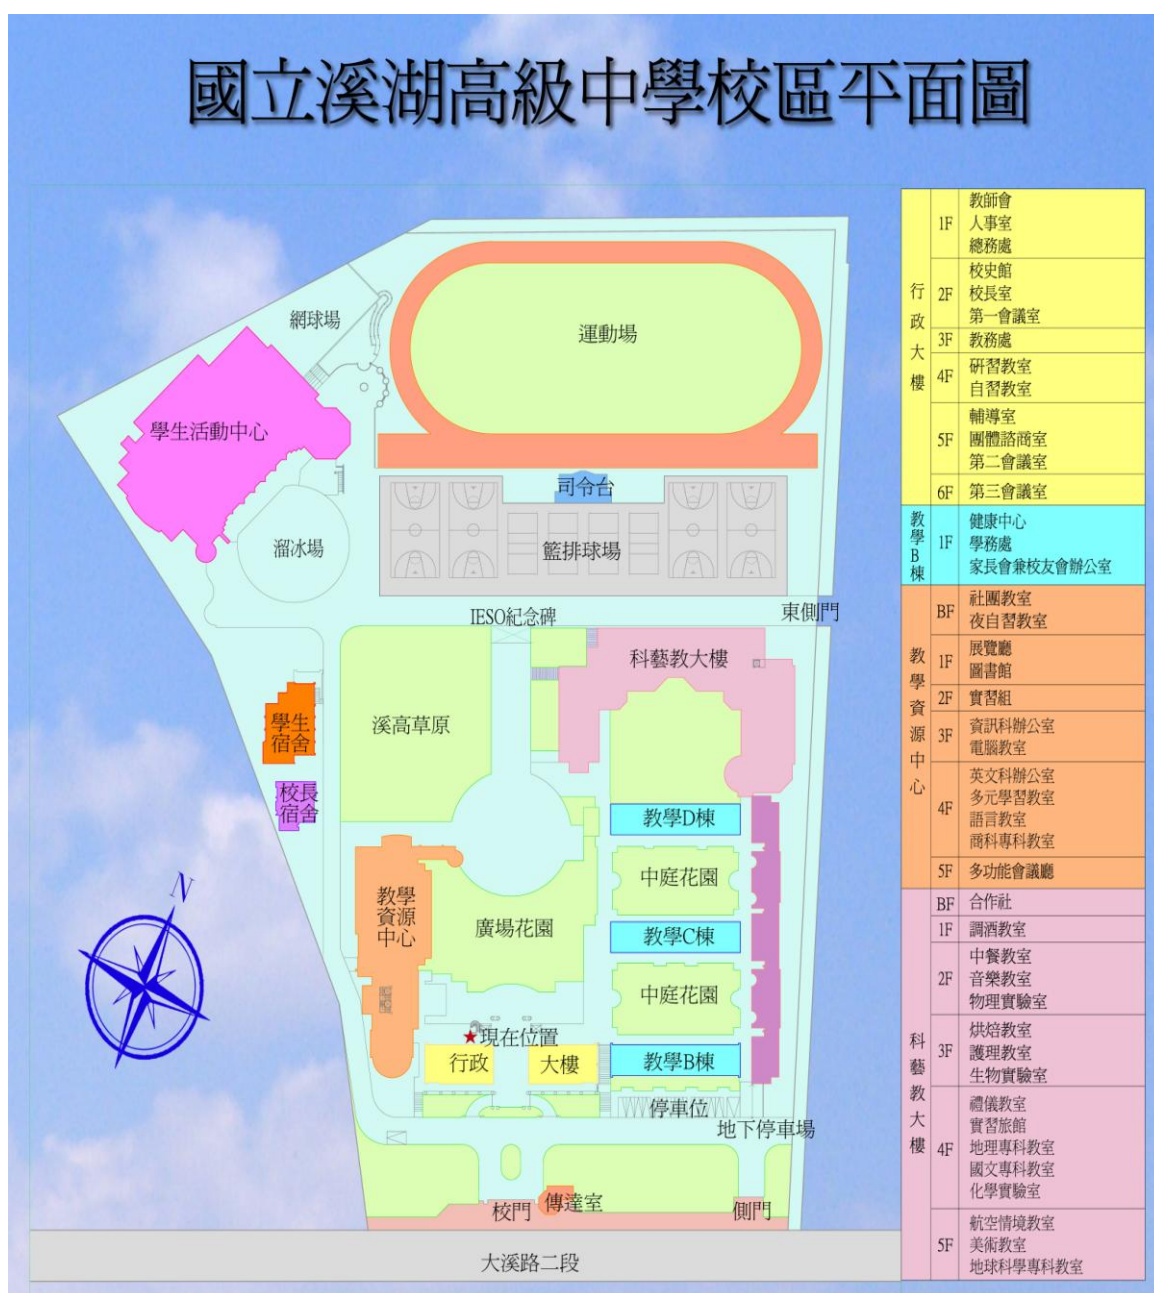 國立溪湖高級中學校區平面圖
網球場
運動場
學生活動中心
司令台
溜冰場
籃排球場
IESO紀念碑
東側門
科藝教大樓
學生
宿舍
溪高草原
校長
宿舍
教學D棟
中庭花園
教學
資源
中心
廣場花園
教學C棟
中庭花園
N
★現在位置
行政
大樓
教學B棟
停車位
地下停車場
校門
傳達室
側門
大溪路二段
行政大樓
1F
教師會
人事室
總務處
2F
校史館
校長室
第一會議室
3F
教務處
4F
研習教室
自習教室
5F
輔導室
團體諮商室
第二會議室
6F
第三會議室
教學B棟
1F
健康中心
學務處
家長會兼校友會辦公室
教學資源中心
BF
社團教室
夜自習教室
1F
展覽廳
圖書館
2F
實習組
3F
資訊科辦公室
電腦教室
4F
英文科辦公室
多元學習教室
語言教室
商科專科教室
5F
多功能會議廳
科藝教大樓
BF
合作社
1F
調酒教室
2F
中餐教室
音樂教室
物理實驗室
3F
烘焙教室
護理教室
生物實驗室
4F
禮儀教室
實習旅館
地理專科教室
國文專科教室
化學實驗室
5F
航空情境教室
美術教室
地球科學專科教室